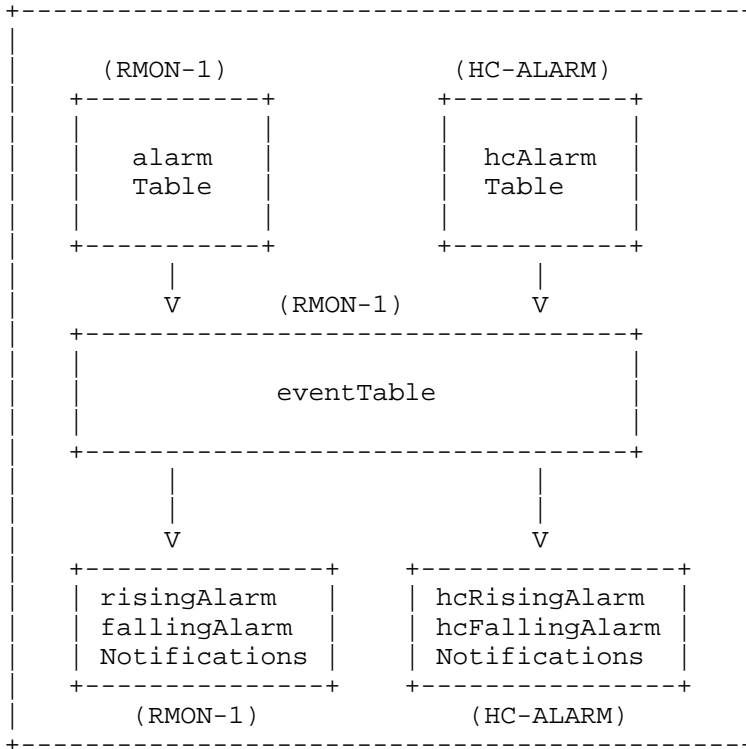 (RMON-1) (HC-ALARM)
alarm hcAlarm
Table Table
(RMON-1)
eventTable
risingAlarm hcRisingAlarm
fallingAlarm hcFallingAlarm
Notifications Notifications
(RMON-1) (HC-ALARM)